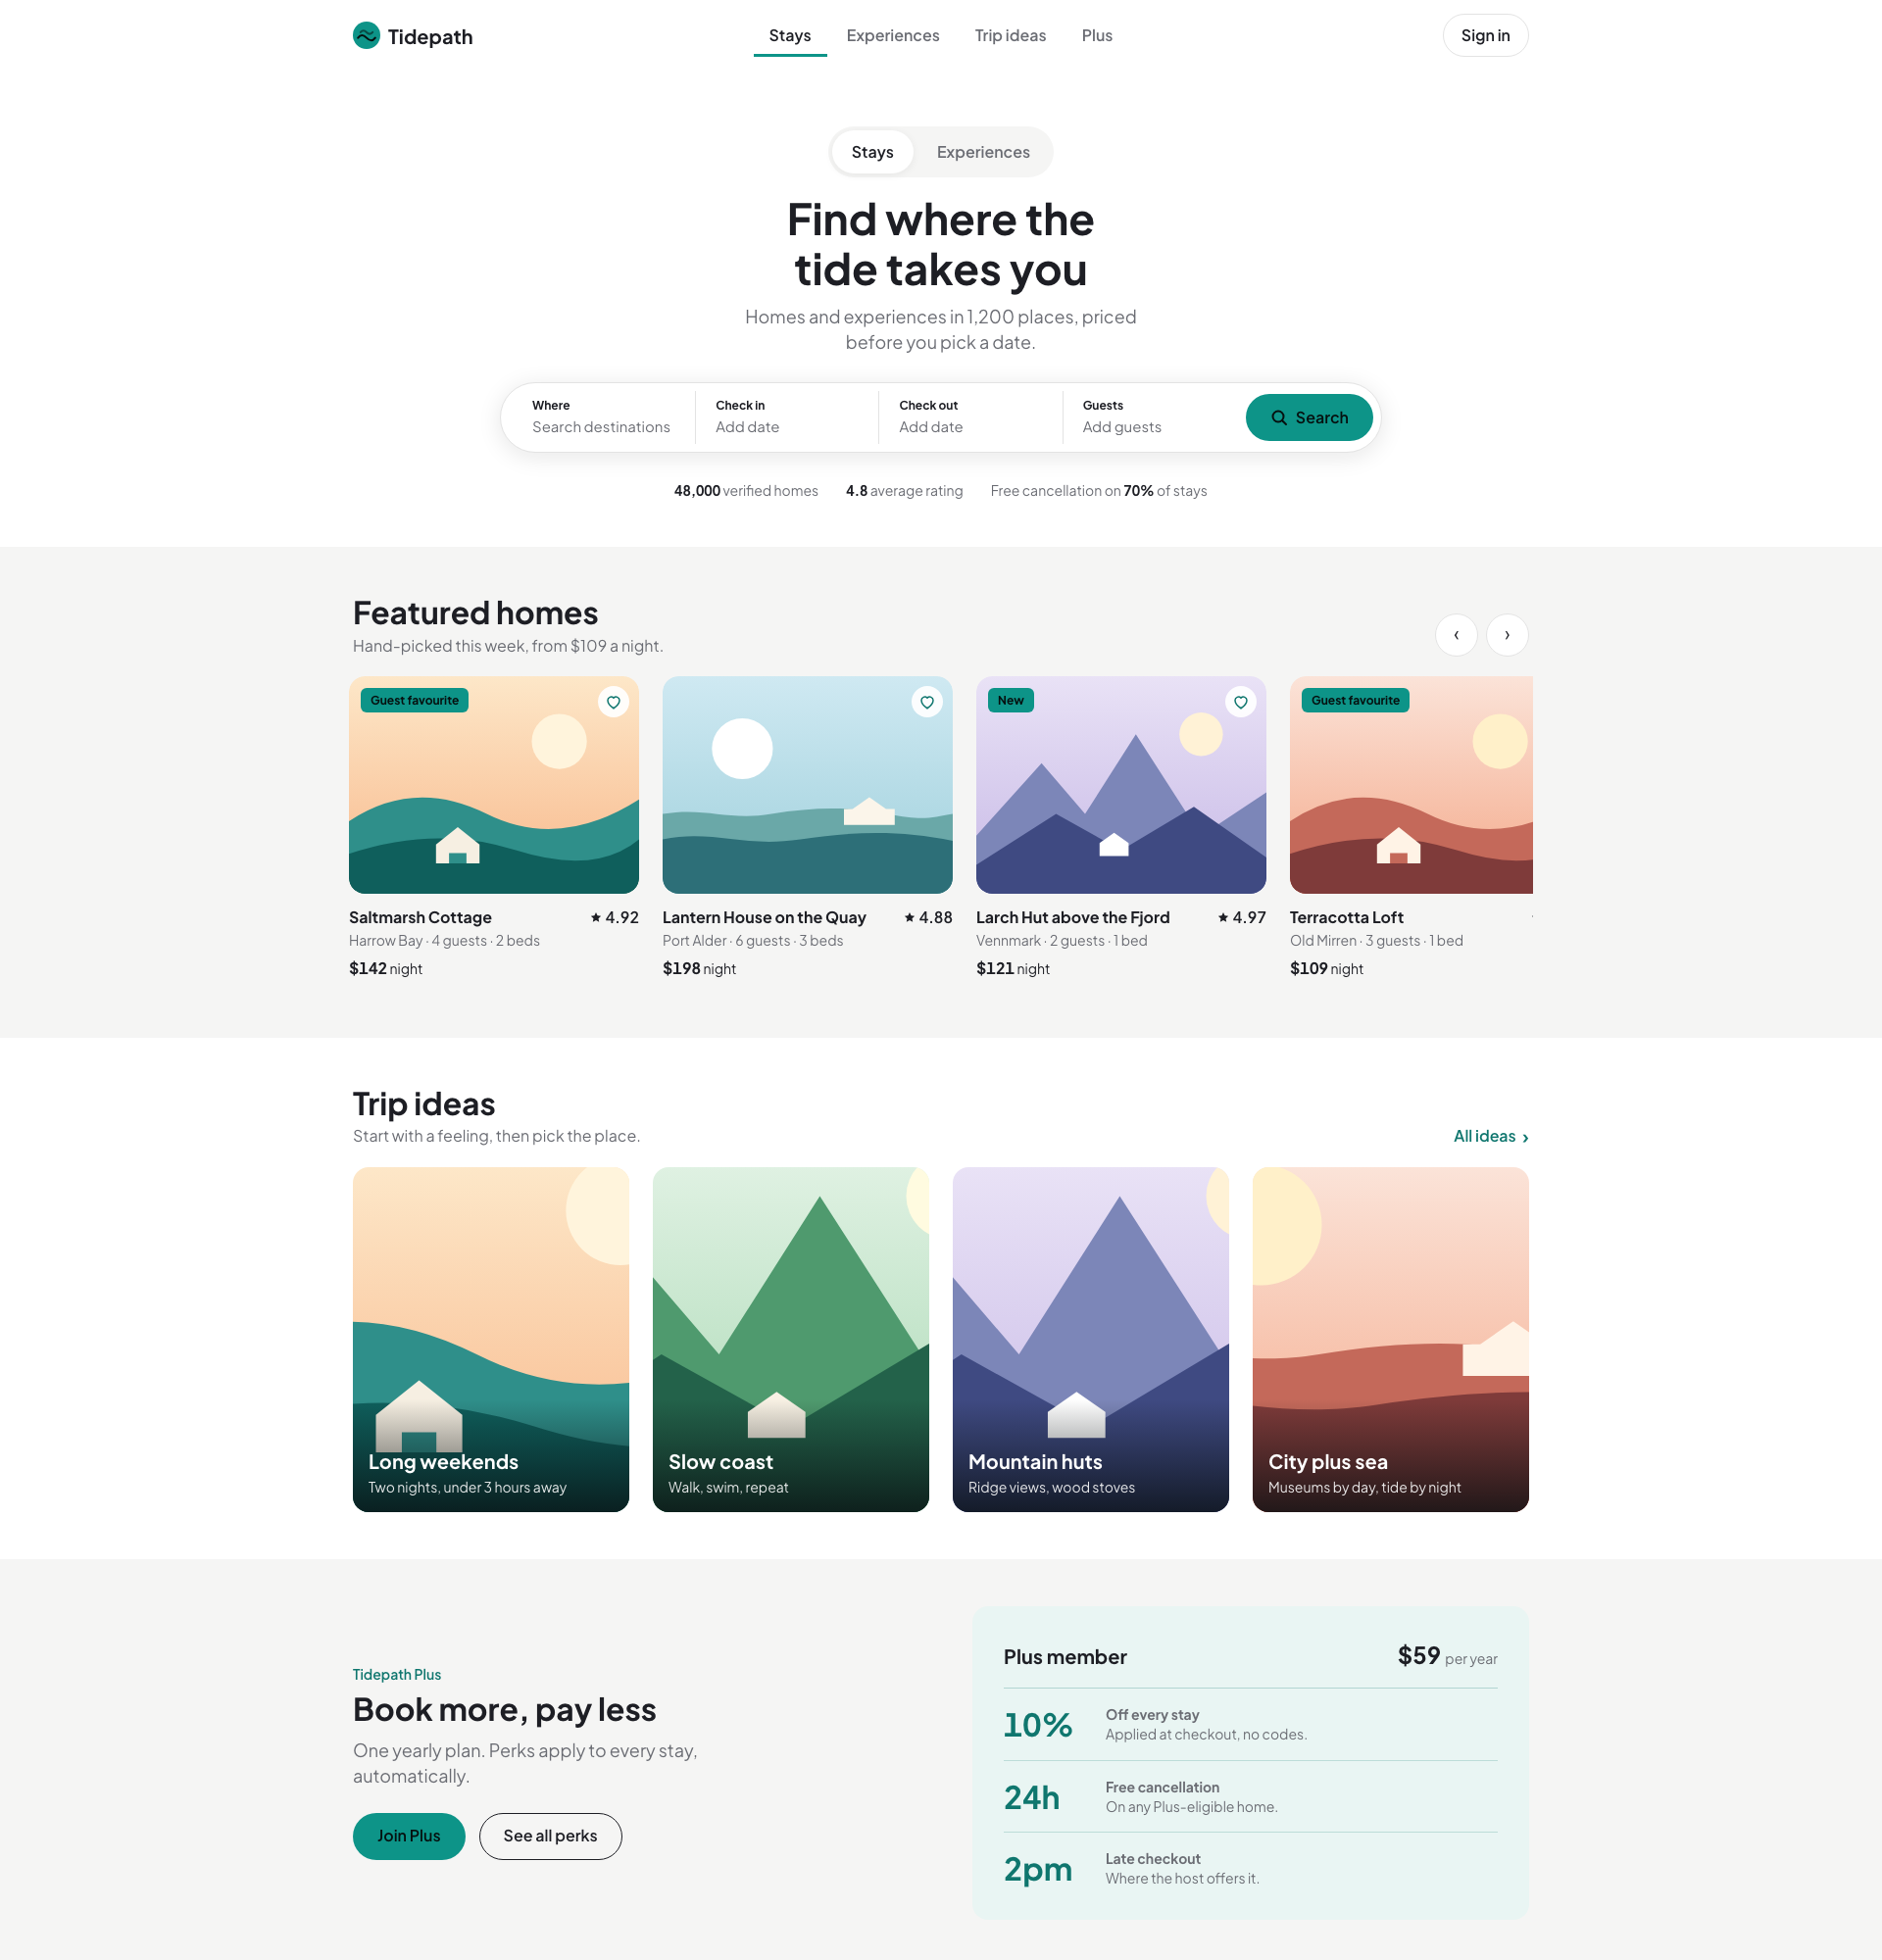 Tidepath
Stays
Experiences
Trip ideas
Plus
Sign in
Stays
Experiences
Find where the
tide takes you
Homes and experiences in 1,200 places, priced
before you pick a date.
Where
Search destinations
Check in
Add date
Check out
Add date
Guests
Add guests
Search
48,000 verified homes
4.8 average rating
Free cancellation on 70% of stays
Featured homes
Hand-picked this week, from $109 a night.
Guest favourite
Saltmarsh Cottage
★ 4.92
Harrow Bay · 4 guests · 2 beds
$142 night
Lantern House on the Quay
★ 4.88
Port Alder · 6 guests · 3 beds
$198 night
New
Larch Hut above the Fjord
★ 4.97
Vennmark · 2 guests · 1 bed
$121 night
Guest favourite
Terracotta Loft
Old Mirren · 3 guests · 1 bed
$109 night
Trip ideas
Start with a feeling, then pick the place.
All ideas ›
Long weekends
Two nights, under 3 hours away
Slow coast
Walk, swim, repeat
Mountain huts
Ridge views, wood stoves
City plus sea
Museums by day, tide by night
Tidepath Plus
Book more, pay less
One yearly plan. Perks apply to every stay,
automatically.
Join Plus
See all perks
Plus member
$59 per year
10%
Off every stay
Applied at checkout, no codes.
24h
Free cancellation
On any Plus-eligible home.
2pm
Late checkout
Where the host offers it.